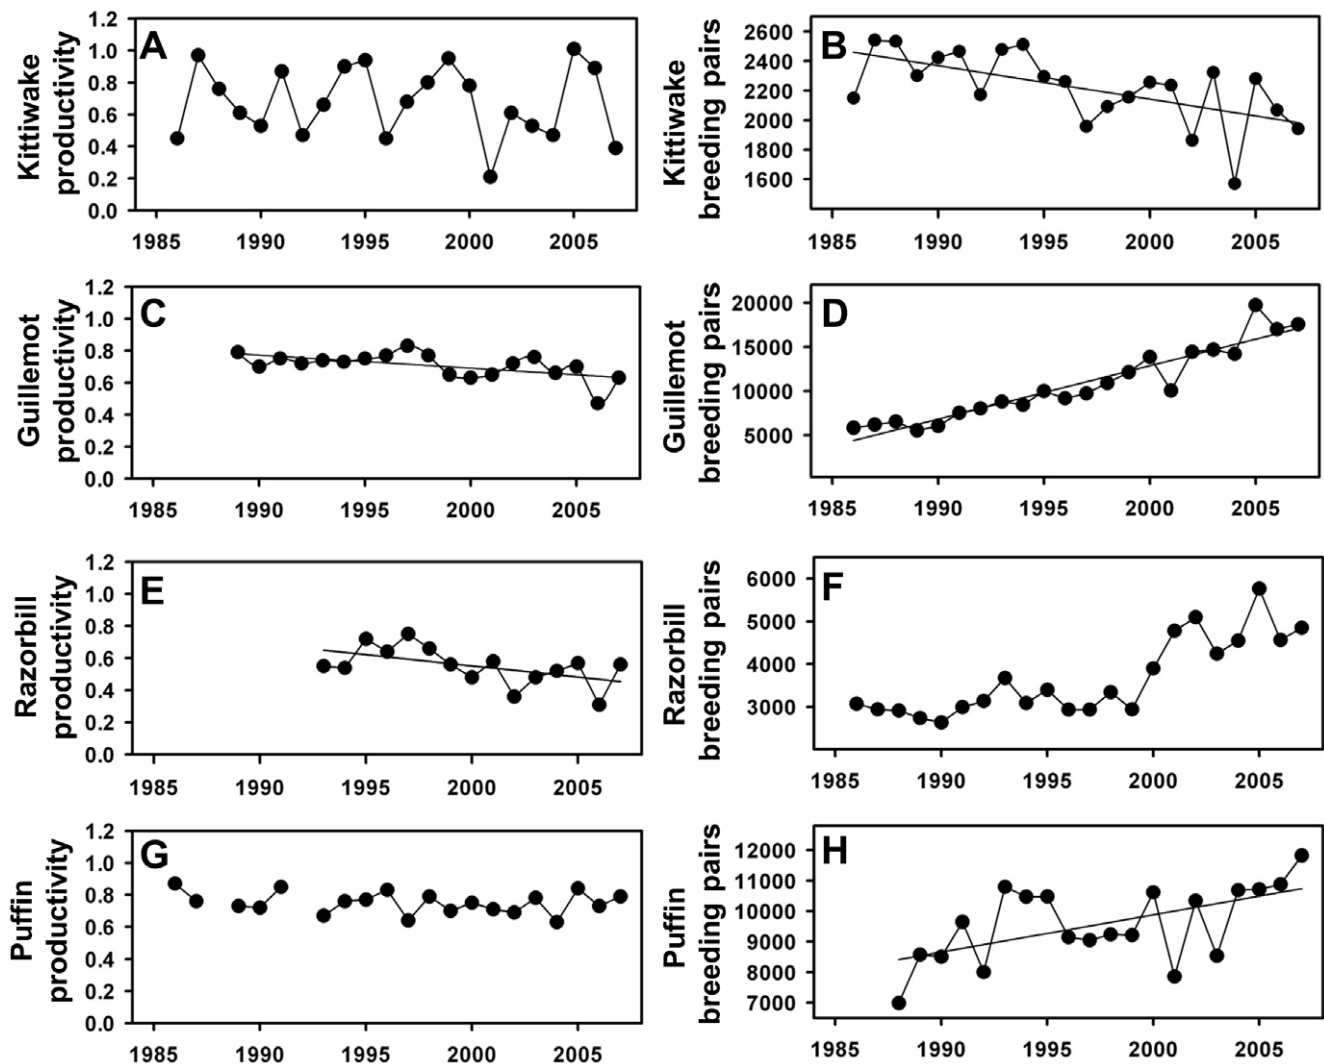 Kittiwake
productivity
1.2
1.0
0.8
0.6
0.4
0.2
0.0
A
1985 1990 1995 2000 2005
Kittiwake
breeding pairs
2600
2400
2200
2000
1800
1600
B
1985 1990 1995 2000 2005
Guillemot
productivity
1.2
1.0
0.8
0.6
0.4
0.2
0.0
C
1985 1990 1995 2000 2005
Guillemot
breeding pairs
20000
15000
10000
5000
D
1985 1990 1995 2000 2005
Razorbill
productivity
1.2
1.0
0.8
0.6
0.4
0.2
0.0
E
1985 1990 1995 2000 2005
Razorbill
breeding pairs
6000
5000
4000
3000
F
1985 1990 1995 2000 2005
Puffin
productivity
1.2
1.0
0.8
0.6
0.4
0.2
0.0
G
1985 1990 1995 2000 2005
Puffin
breeding pairs
12000
11000
10000
9000
8000
7000
H
1985 1990 1995 2000 2005